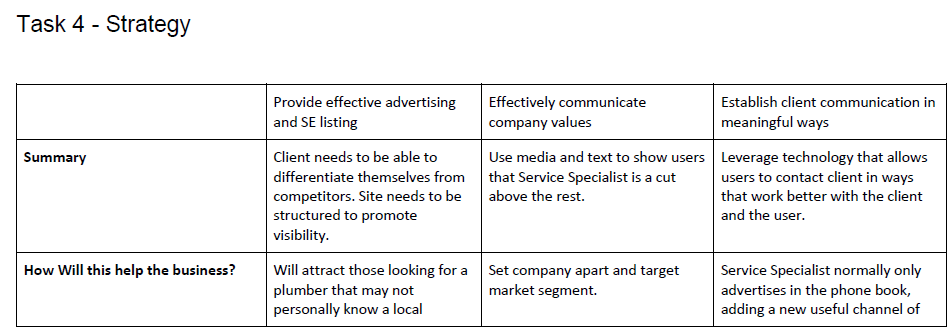 Task 4 - Strategy
Provide effective advertising
and SE listing
Effectively communicate
company values
Establish client communication in
meaningful ways
Summary
Client needs to be able to
differentiate themselves from
competitors. Site needs to be
structured to promote
visibility.
Use media and text to show users
that Service Specialist is a cut
above the rest.
Leverage technology that allows
users to contact client in ways
that work better with the client
and the user.
How Will this help the business?
Will attract those looking for a
plumber that may not
personally know a local
Set company apart and target
market segment.
Service Specialist normally only
advertises in the phone book,
adding a new useful channel of